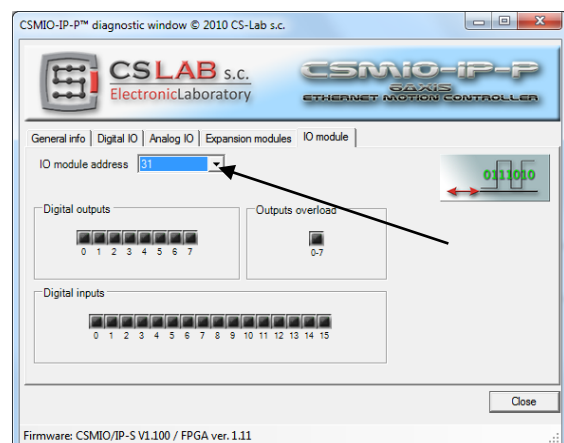 CSMIO-IP-P™ diagnostic window © 2010 CS-Lab s.c.
CSLAB s.c.
ElectronicLaboratory
CSMIO-IP-P
6AXIS
ETHERNET MOTION CONTROLLER
General info Digital IO Analog IO Expansion modules IO module
IO module address 31
0111010
Digital outputs
0 1 2 3 4 5 6 7
Outputs overload
0-7
Digital inputs
0 1 2 3 4 5 6 7 8 9 10 11 12 13 14 15
Close
Firmware: CSMIO/IP-S V1.100 / FPGA ver. 1.11